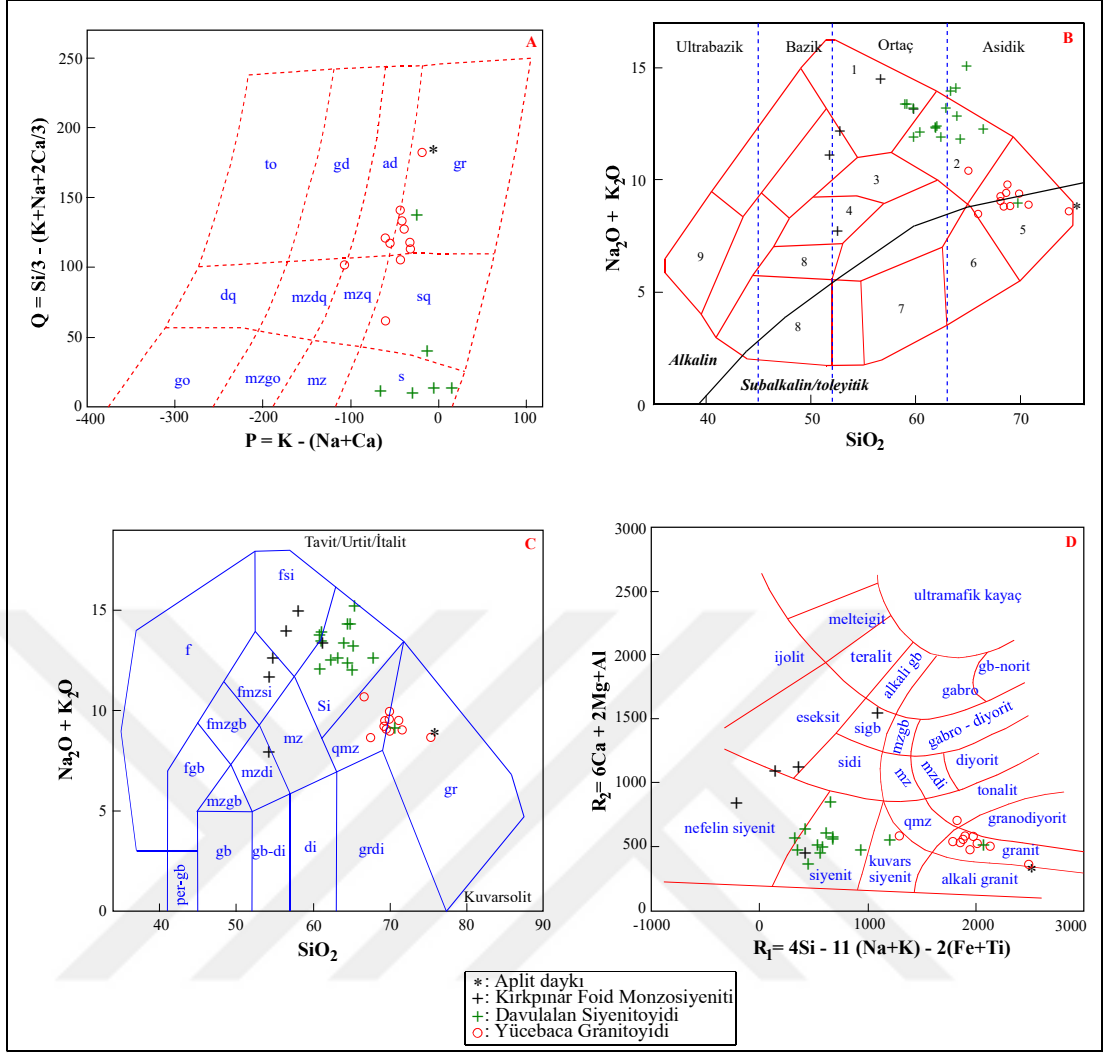 A
Q = Si/3 - (K+Na+2Ca/3)
250
200
150
100
50
0
to
gd
ad
*
gr
dq
mzdq
mzq
sq
go
mzgo
mz
s
-400
-300
-200
-100
0
100
P = K - (Na+Ca)
B
Ultrabazik
Bazik
Ortaç
Asidik
Na2O + K2O
15
10
5
0
1
2
3
4
5
*
6
7
8
8
9
Alkalin
Subalkalin/toleyitik
40
50
60
70
SiO2
C
Tavit/Urtit/İtalit
Na2O + K2O
15
10
5
0
fsi
f
fmzsi
Si
fmzgb
mz
qmz
*
fgb
mzdi
mzgb
gr
per-gb
gb
gb-di
di
grdi
Kuvarsolit
40
50
60
70
80
90
SiO2
D
R2= 6Ca + 2Mg+Al
3000
2500
2000
1500
1000
500
0
ultramafik kayaç
melteigit
ijolit
teralit
alkali gb
gb-norit
gabro
eseksit
sigb
mzgb
gabro - diyorit
sidi
mz
mzdi
diyorit
tonalit
nefelin siyenit
qmz
granodiyorit
siyenit
kuvars
siyenit
granit
alkali granit
*
-1000
0
1000
2000
3000
R1= 4Si - 11 (Na+K) - 2(Fe+Ti)
*: Aplit daykı
+: Kirkpınar Foid Monzosiyeniti
+: Davulalan Siyenitoyidi
○: Yücebaca Granitoyidi